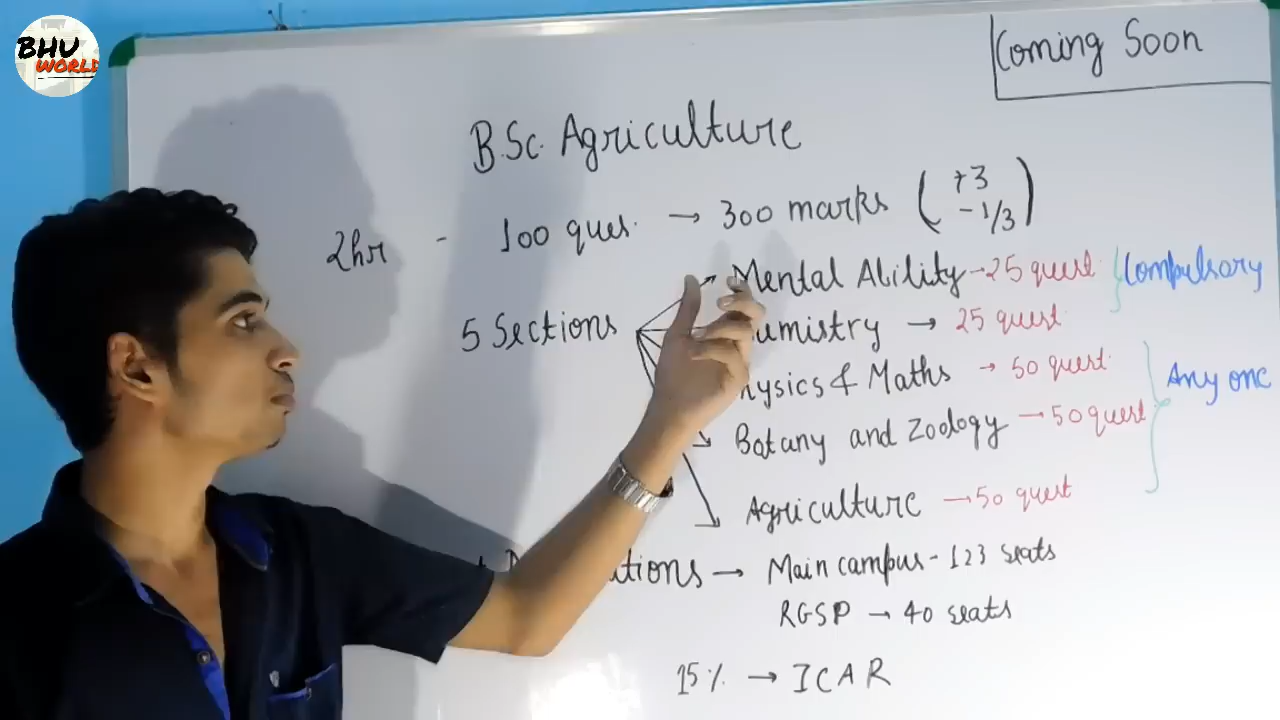 BHU
WORLD
Coming Soon
B.Sc. Agriculture
2hr - 100 ques. → 300 marks ( +3 -1/3 )
5 Sections
Mental Ability - 25 quest. Compulsory
umistry → 25 quest.
hysics & Maths → 50 quest.
Any one
Botany and Zoology → 50 quest
Agriculture → 50 quest
utions → Main campus - 123 seats
RGSP → 40 seats
15% → ICAR